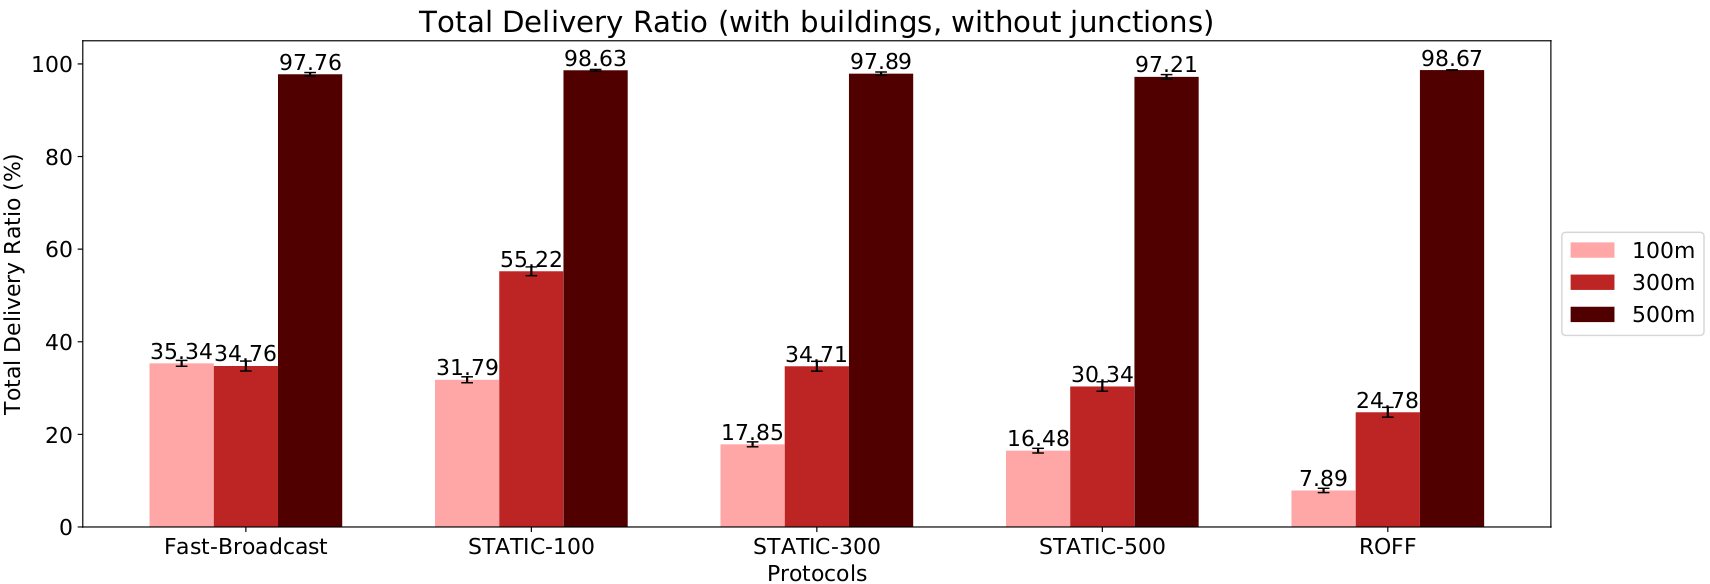 Total Delivery Ratio (with buildings, without junctions)
Total Delivery Ratio (%)
100
80
60
40
20
0
35.34
34.76
97.76
31.79
55.22
98.63
17.85
34.71
97.89
16.48
30.34
97.21
7.89
24.78
98.67
Fast-Broadcast
STATIC-100
STATIC-300
STATIC-500
ROFF
Protocols
100m
300m
500m